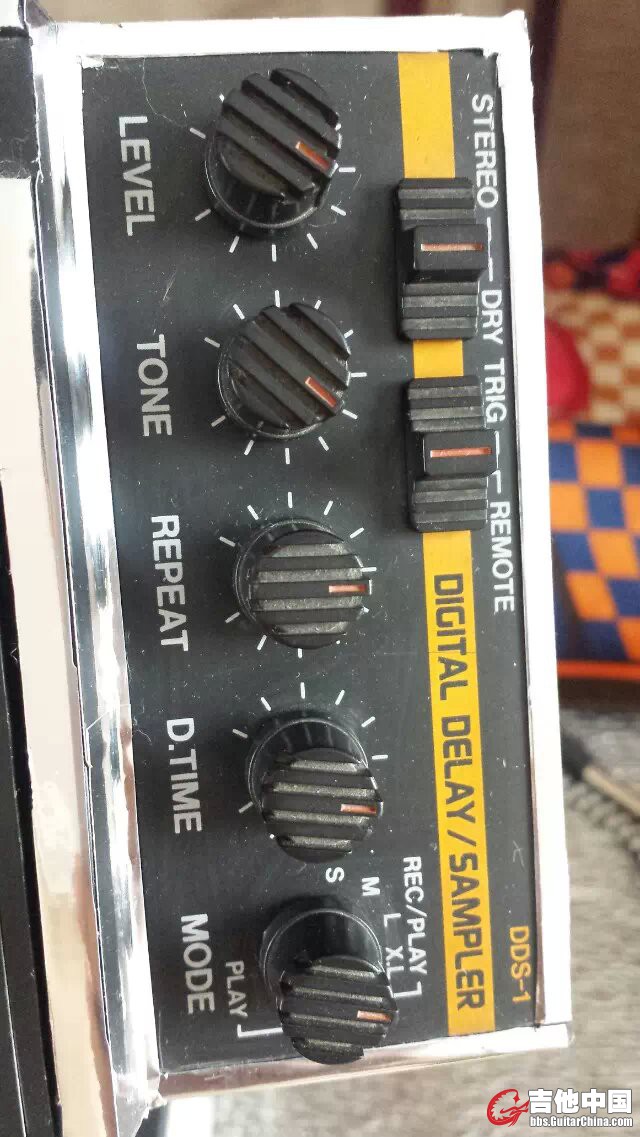 STEREO
DRY
TRIG
REMOTE
DIGITAL DELAY/SAMPLER
DDS-1
LEVEL
TONE
REPEAT
D.TIME
MODE
S
M
L
X.L
REC/PLAY
PLAY
吉他中国
bbs.GuitarChina.com